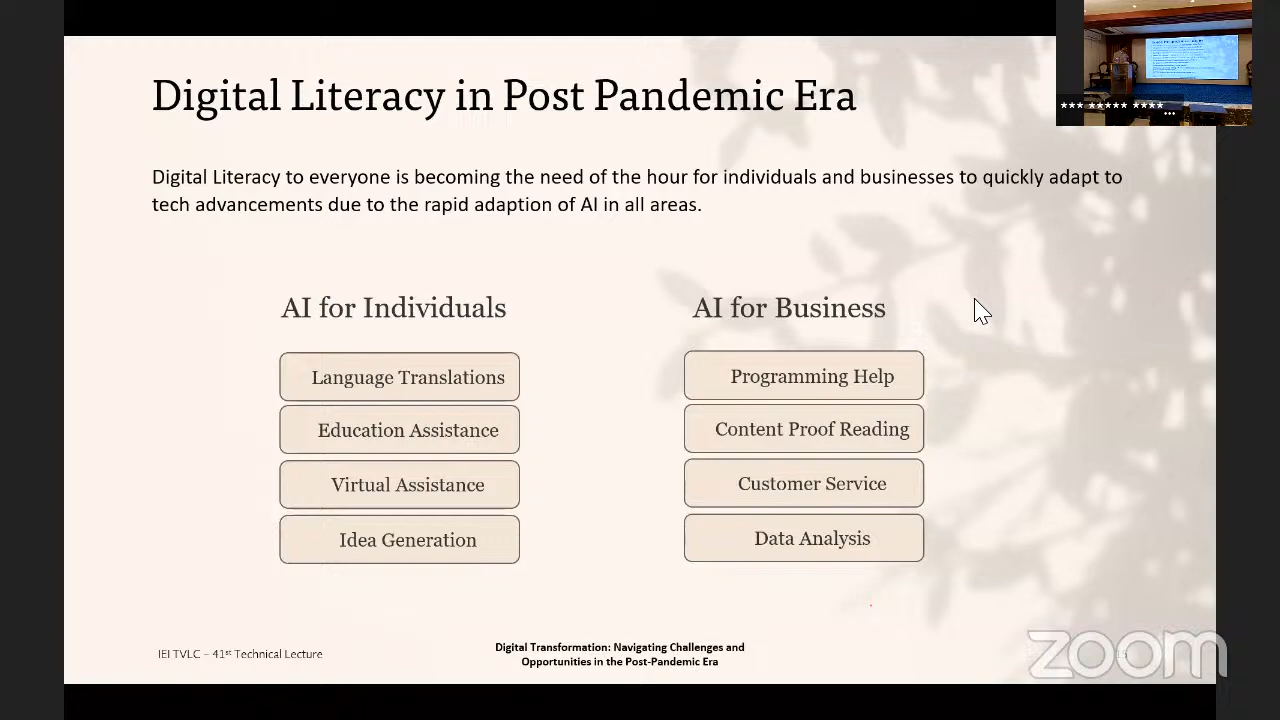 Digital Literacy in Post Pandemic Era
*** ***** ****
...
Digital Literacy to everyone is becoming the need of the hour for individuals and businesses to quickly adapt to
tech advancements due to the rapid adaption of AI in all areas.
AI for Individuals
Language Translations
Education Assistance
Virtual Assistance
Idea Generation
AI for Business
Programming Help
Content Proof Reading
Customer Service
Data Analysis
IEI TVLC – 41st Technical Lecture
Digital Transformation: Navigating Challenges and
Opportunities in the Post-Pandemic Era
zoom